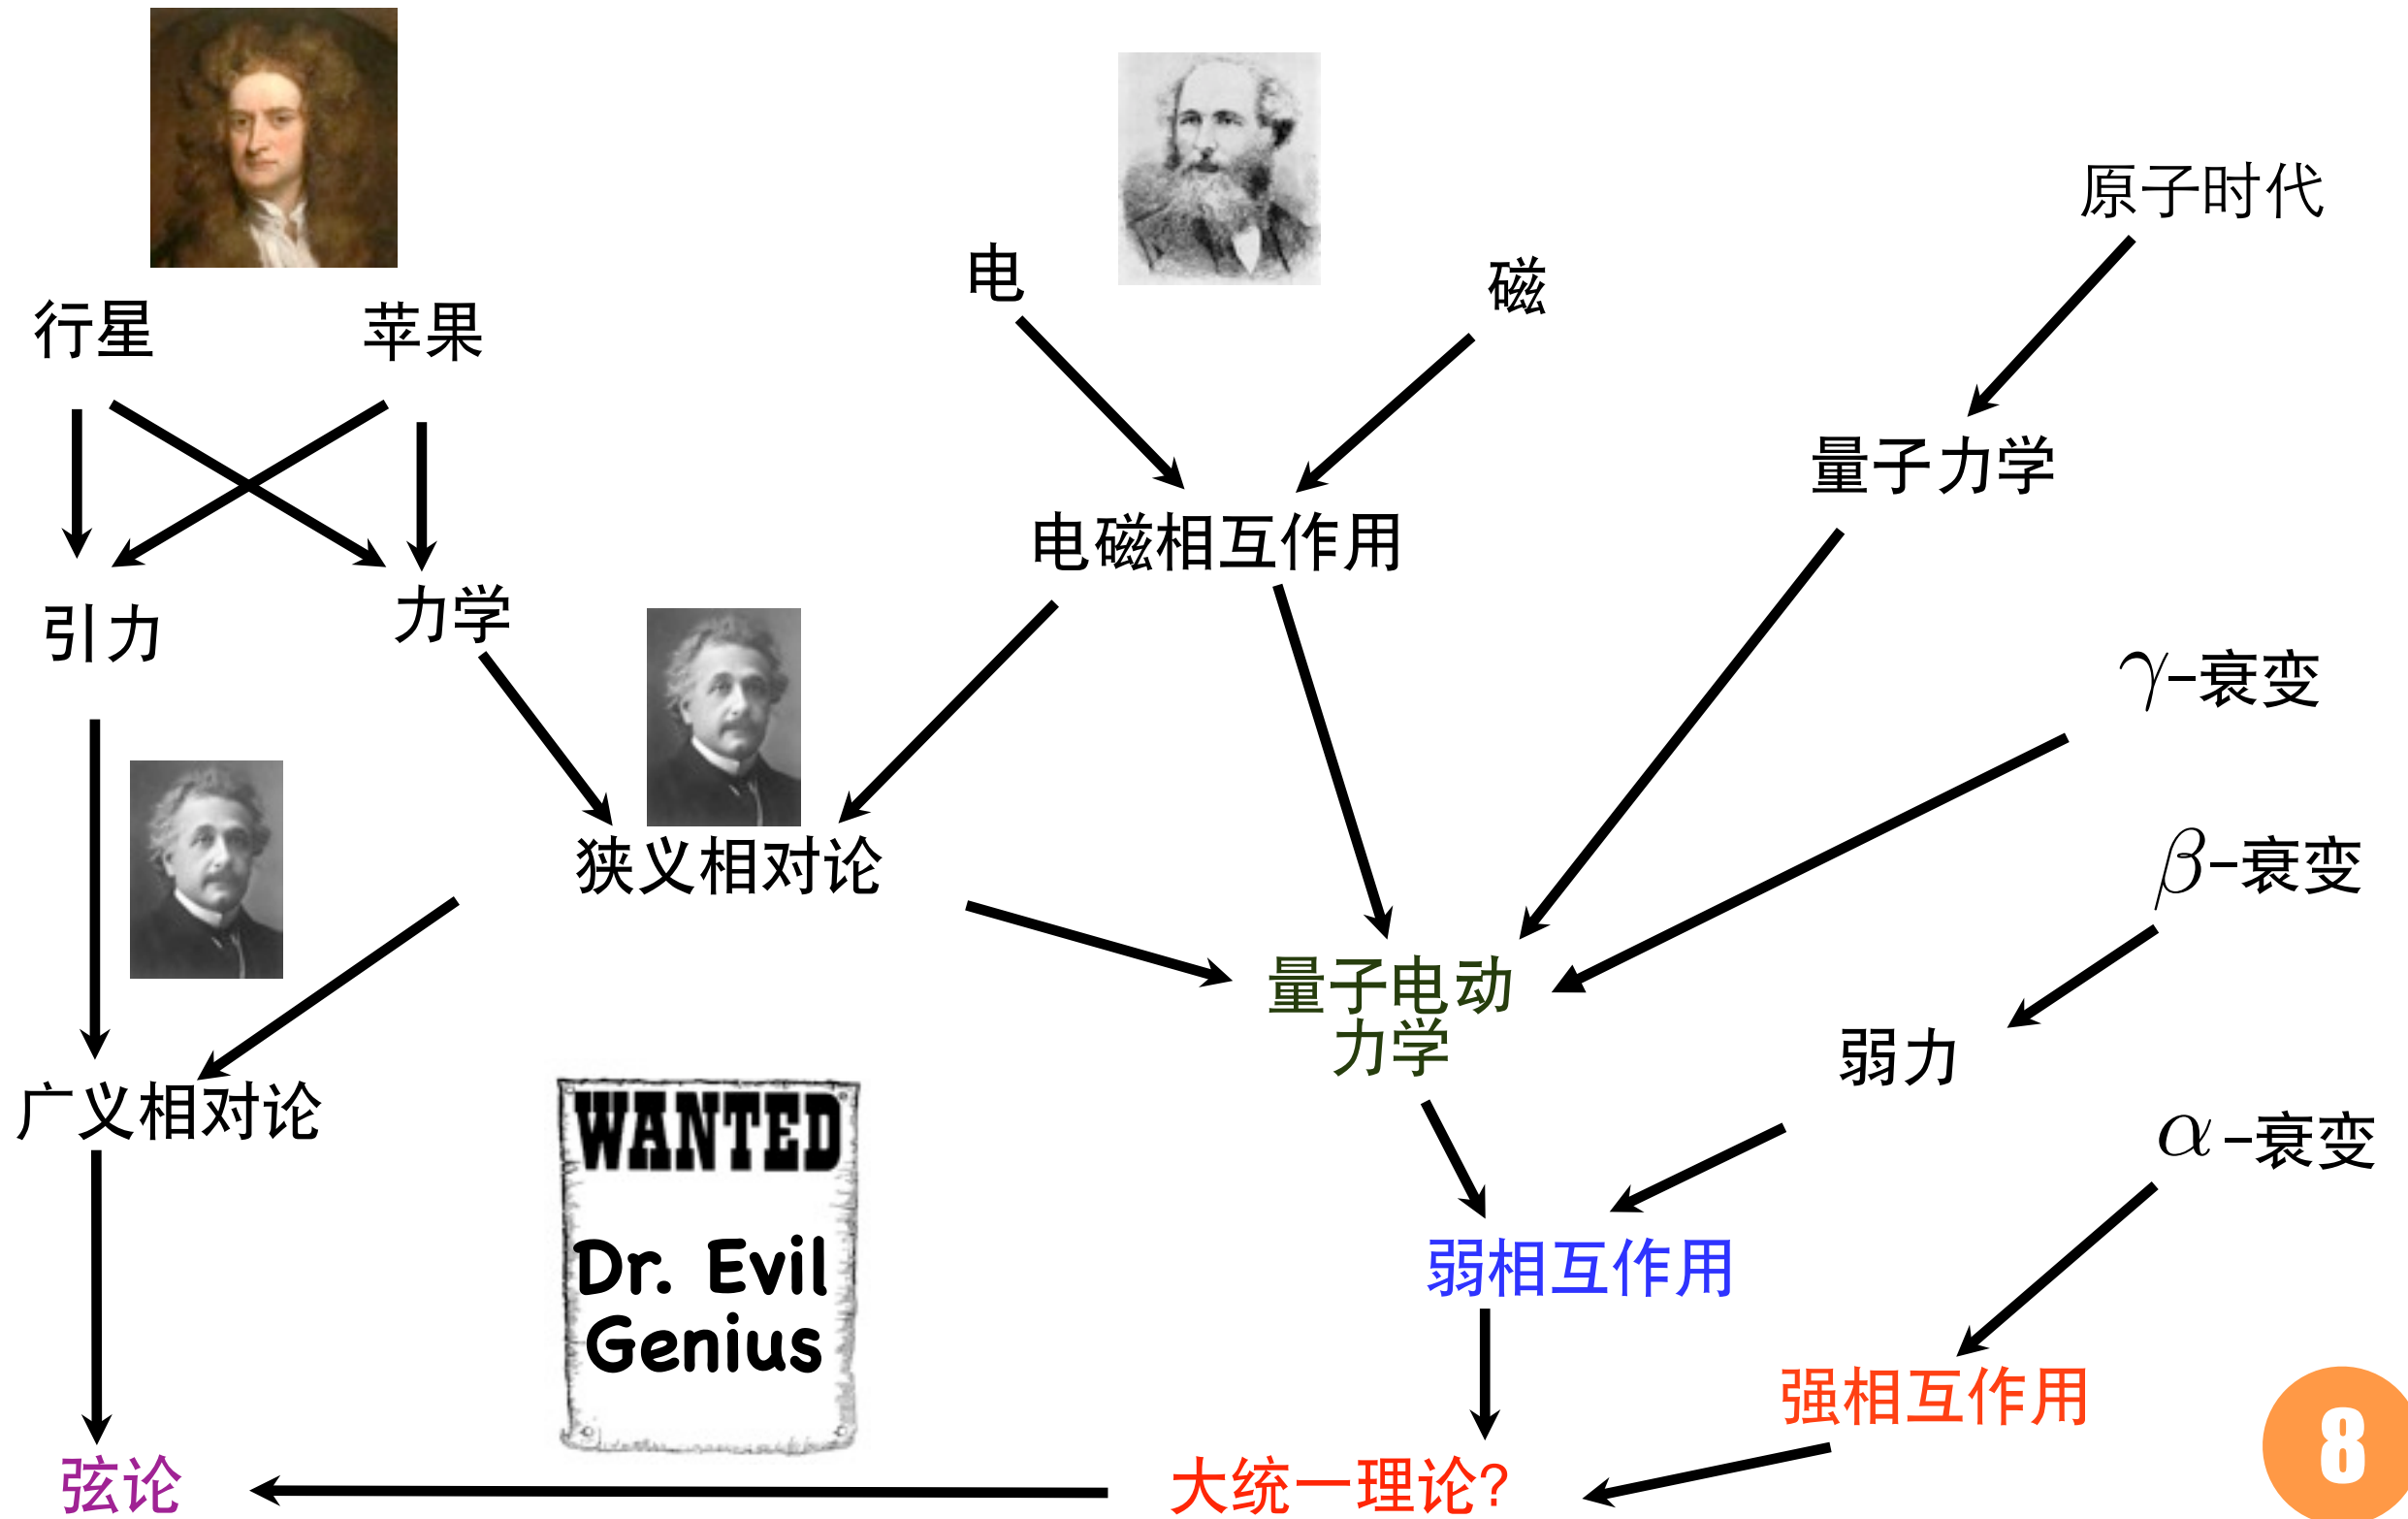 原子时代
电
磁
行星
苹果
量子力学
电磁相互作用
引力
力学
γ-衰变
狭义相对论
β-衰变
量子电动
力学
弱力
广义相对论
WANTED
α-衰变
Dr. Evil
Genius
弱相互作用
强相互作用
弦论
大统一理论?
8